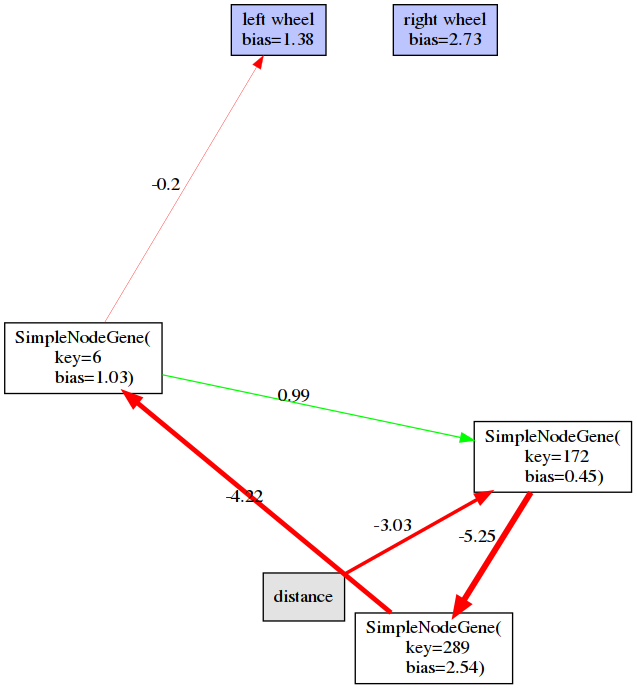 left wheel
bias=1.38
right wheel
bias=2.73
-0.2
SimpleNodeGene(
key=6
bias=1.03)
0.99
SimpleNodeGene(
key=172
bias=0.45)
-4.22
-3.03
-5.25
distance
SimpleNodeGene(
key=289
bias=2.54)